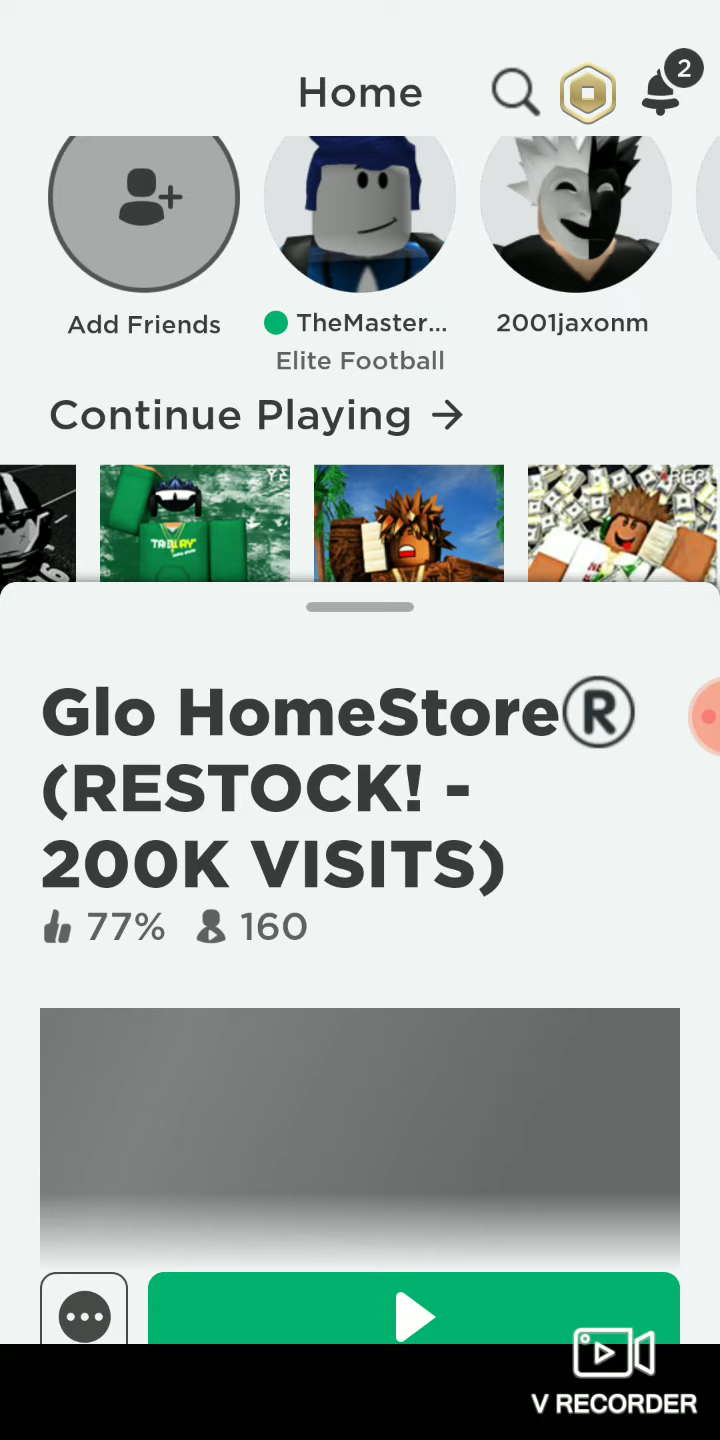 Home
2
Add Friends
TheMaster...
2001jaxonm
Elite Football
Continue Playing →
Glo HomeStore®
(RESTOCK! -
200K VISITS)
77% 160
V RECORDER